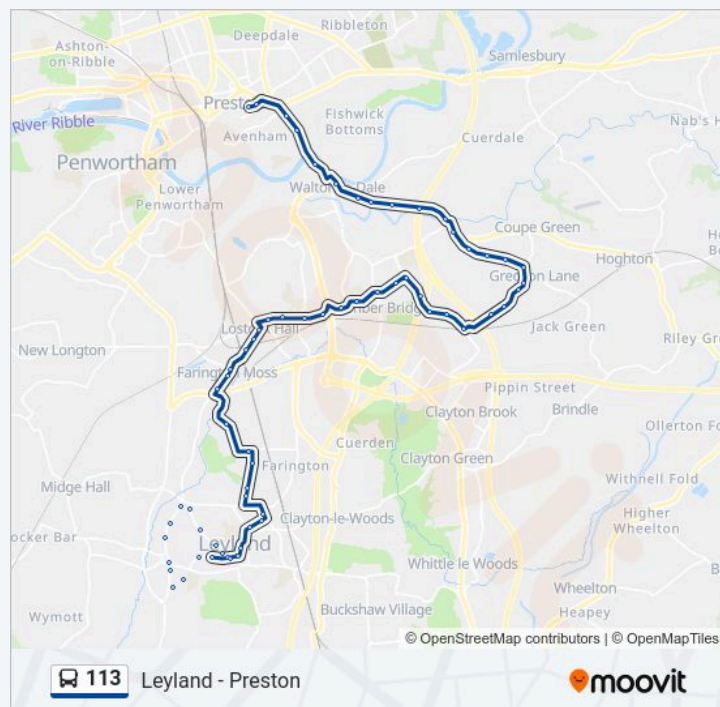 Ribbleton
Deepdale
Ashton-
on-Ribble
Samlesbury
Preston
Fishwick
Bottoms
River Ribble
Nab's H
Avenham
Cuerdale
Penwortham
Lower
Penwortham
Walton-le-Dale
Coupe Green
Hoghton
Gregson Lane
Bamber Bridge
Jack Green
Lostock Hall
Riley Gre
New Longton
Farington Moss
Pippin Street
Clayton Brook
Brindle
Ollerton Fo
Cuerden
Clayton Green
Farington
Withnell Fold
Midge Hall
Higher
Wheelton
Clayton-le-Woods
ocker Bar
Leyland
Whittle le Woods
Wheelton
Buckshaw Village
Heapey
Wymott
© OpenStreetMap contributors | © OpenMapTiles
113 Leyland - Preston
moovit